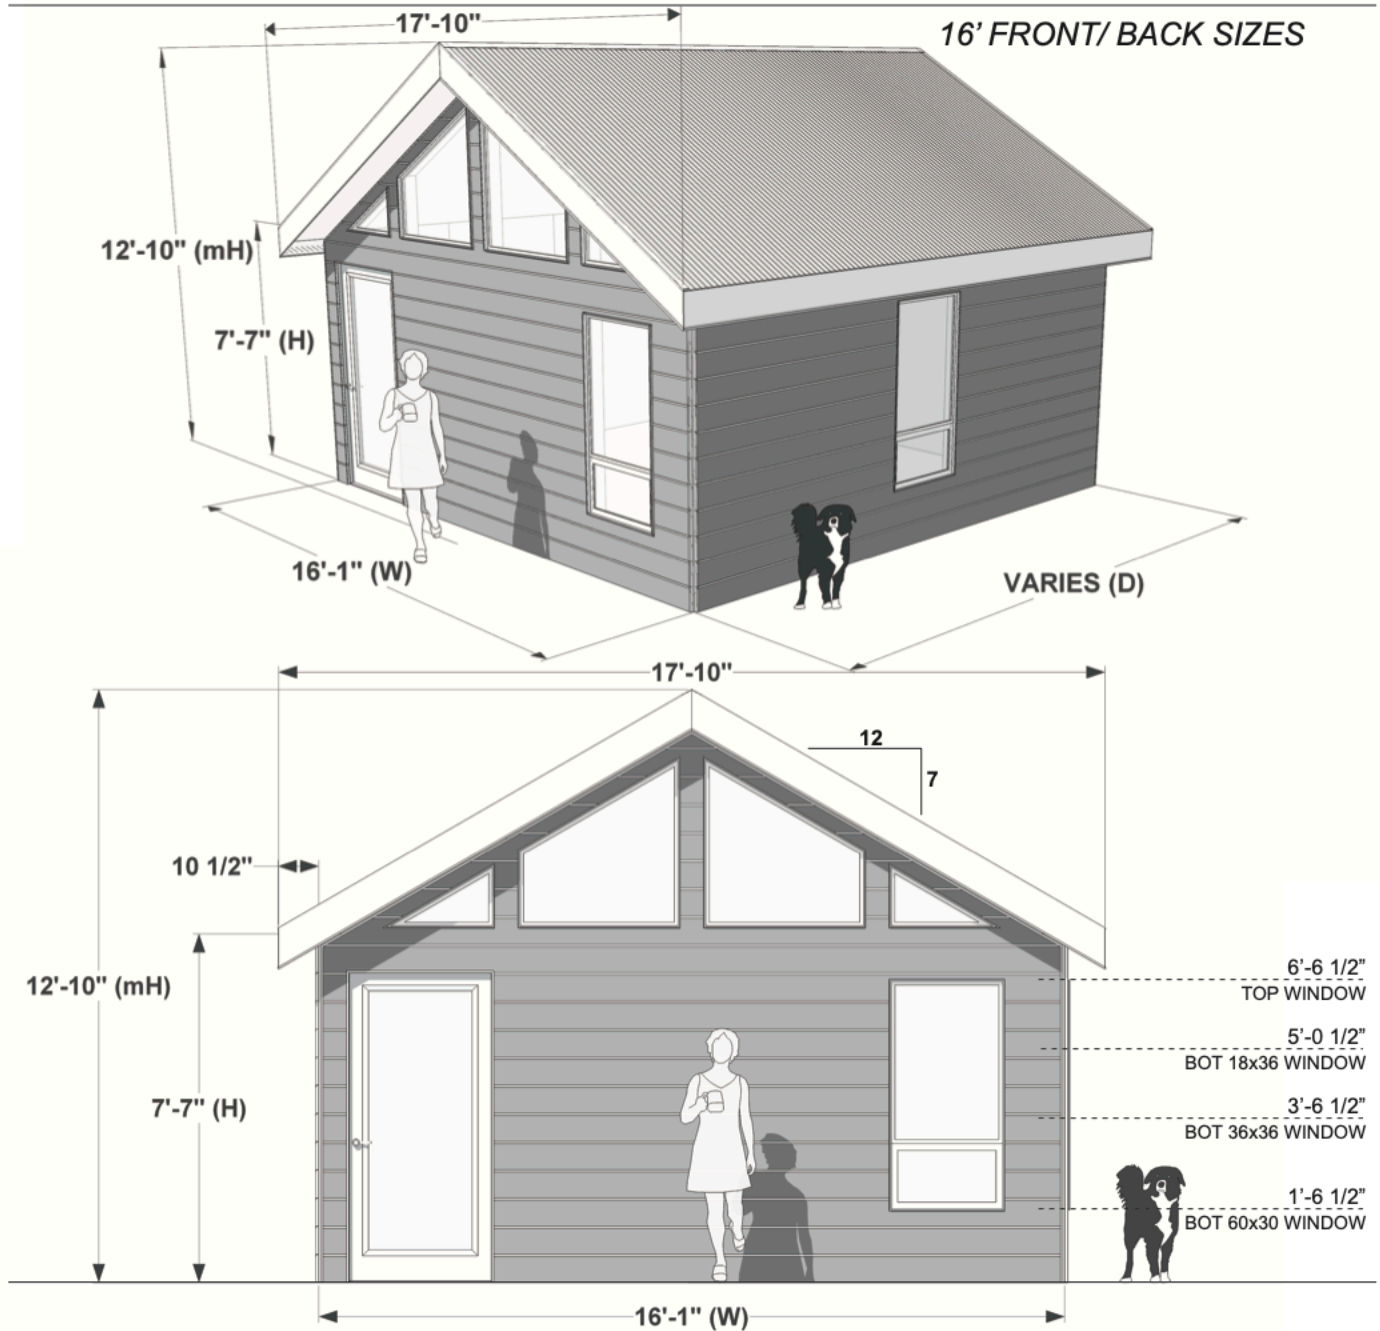 17'-10"
16' FRONT/ BACK SIZES
12'-10" (mH)
7'-7" (H)
16'-1" (W)
VARIES (D)
17'-10"
12
7
10 1/2"
12'-10" (mH)
7'-7" (H)
6'-6 1/2”
TOP WINDOW
5'-0 1/2”
BOT 18x36 WINDOW
3'-6 1/2”
BOT 36x36 WINDOW
1'-6 1/2”
BOT 60x30 WINDOW
16'-1" (W)